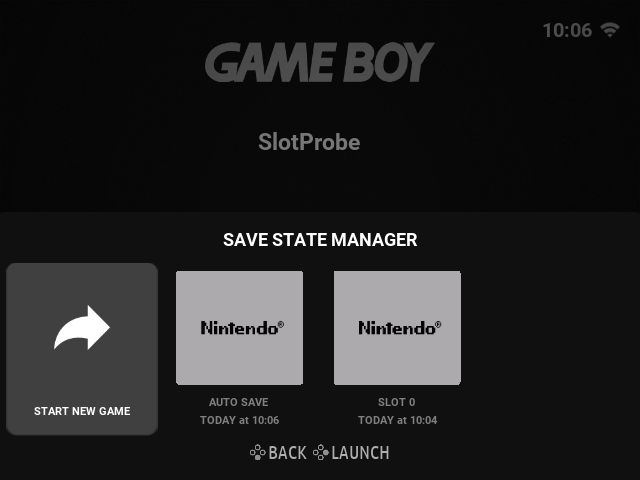 10:06
GAME BOY
SlotProbe
SAVE STATE MANAGER
Nintendo®
Nintendo®
START NEW GAME
AUTO SAVE
TODAY at 10:06
SLOT 0
TODAY at 10:04
BACK LAUNCH